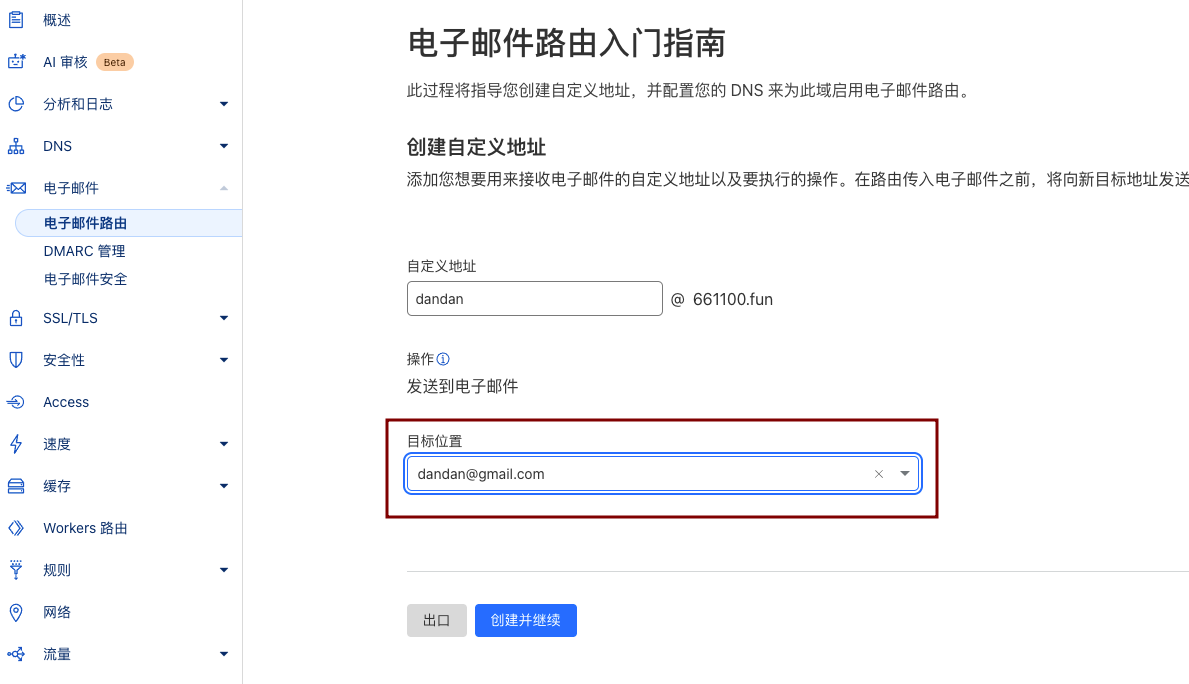 概述
AI 审核 Beta
分析和日志
DNS
电子邮件
电子邮件路由
DMARC 管理
电子邮件安全
SSL/TLS
安全性
Access
速度
缓存
Workers 路由
规则
网络
流量
电子邮件路由入门指南
此过程将指导您创建自定义地址，并配置您的 DNS 来为此域启用电子邮件路由。
创建自定义地址
添加您想要用来接收电子邮件的自定义地址以及要执行的操作。在路由传入电子邮件之前，将向新目标地址发送
自定义地址
dandan @ 661100.fun
操作
发送到电子邮件
目标位置
dandan@gmail.com
出口 创建并继续